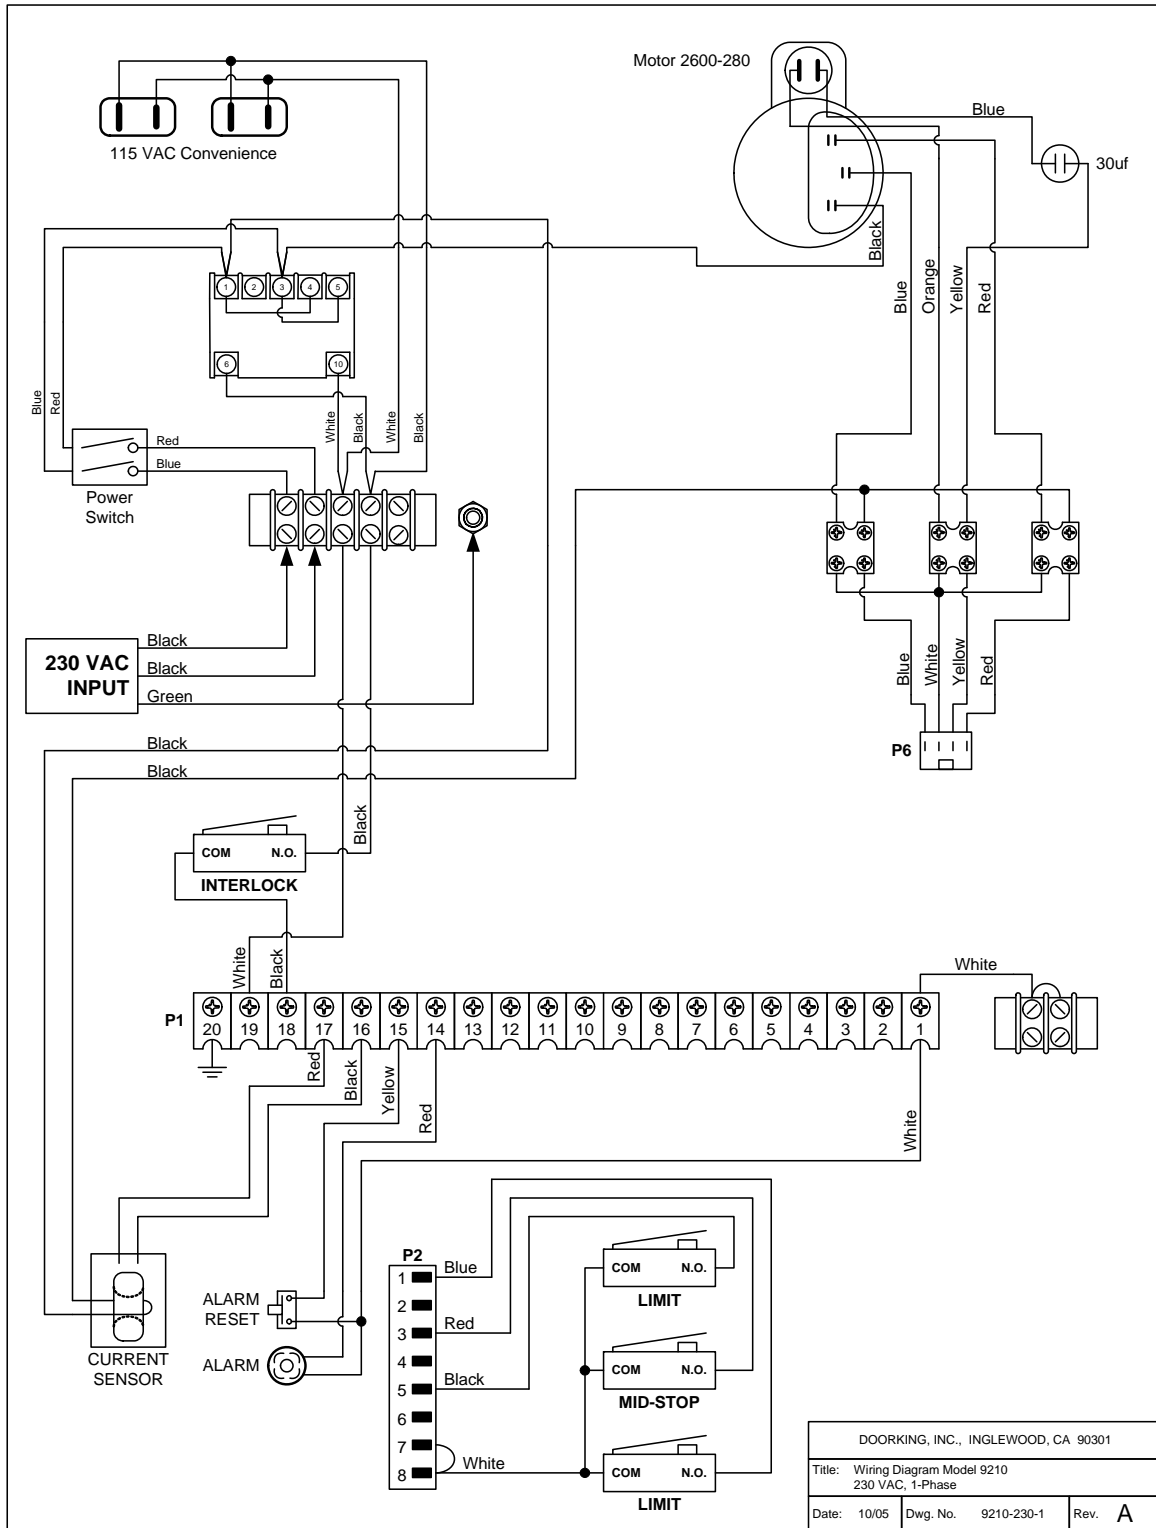 Motor 2600-280
Blue
30uf
115 VAC Convenience
Black
Blue
Orange
Yellow
Red
1
2
3
4
5
6
10
Blue
Red
White
Black
White
Black
Red
Blue
Power
Switch
230 VAC
INPUT
Black
Black
Green
Blue
White
Yellow
Red
P6
Black
Black
Black
COM N.O.
INTERLOCK
White
Black
White
P1
20 19 18 17 16 15 14 13 12 11 10 9 8 7 6 5 4 3 2 1
Red
Black
Yellow
Red
White
P2
1 Blue
2
3 Red
4
5 Black
6
7
8 White
COM N.O.
LIMIT
COM N.O.
MID-STOP
COM N.O.
LIMIT
ALARM
RESET
ALARM
CURRENT
SENSOR
DOORKING, INC., INGLEWOOD, CA 90301
Title: Wiring Diagram Model 9210
230 VAC, 1-Phase
Date: 10/05 Dwg. No. 9210-230-1 Rev. A